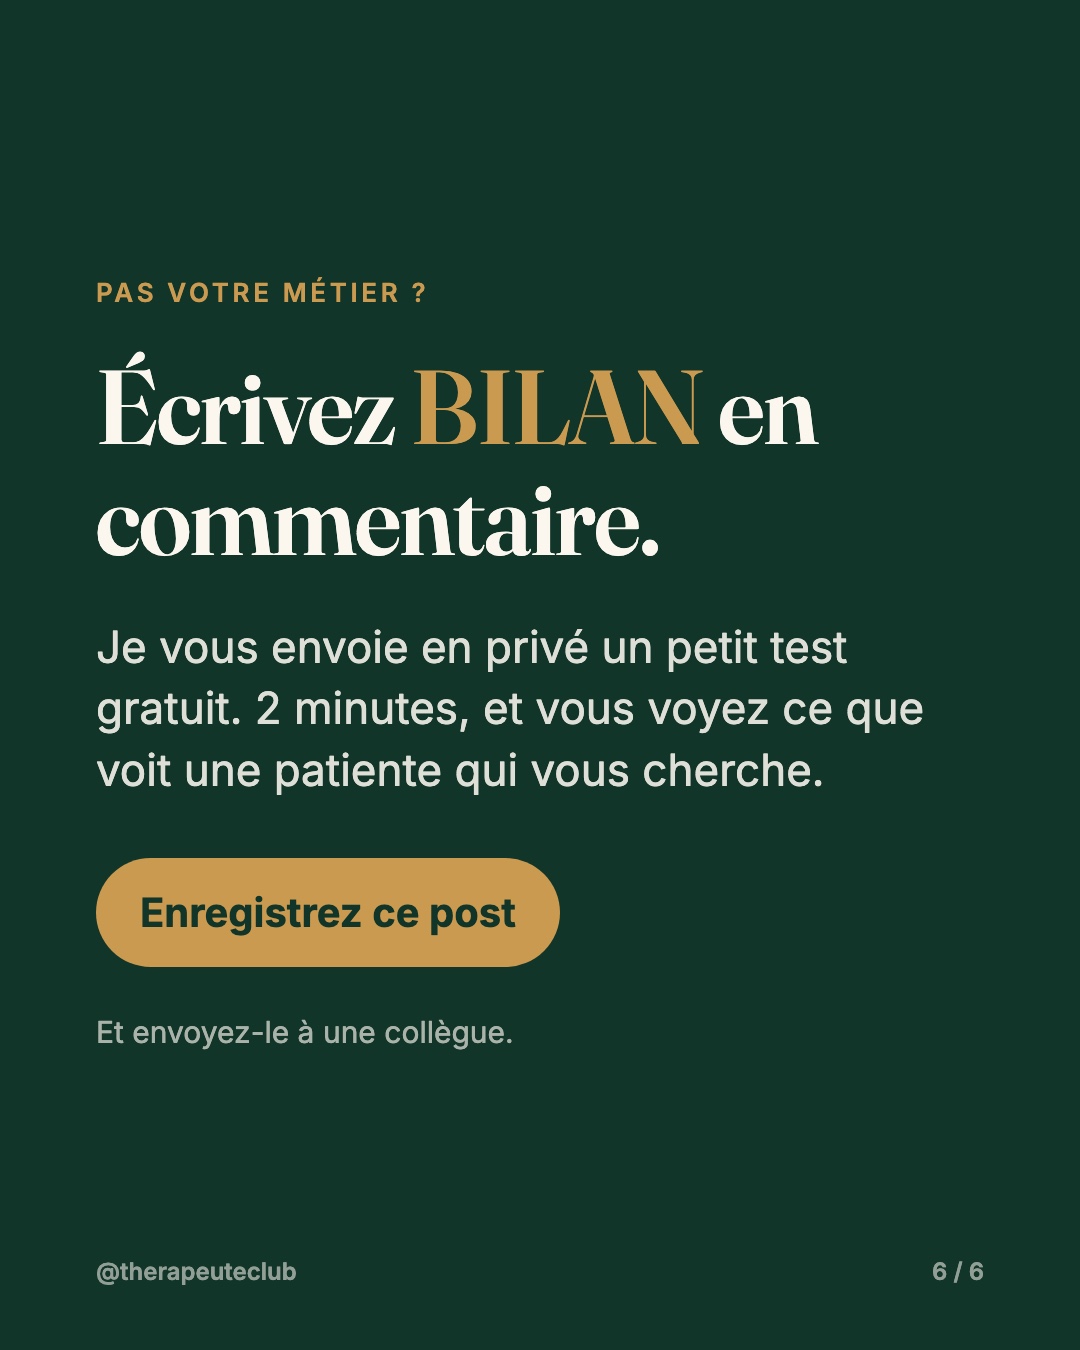 PAS VOTRE MÉTIER ?
Écrivez BILAN en
commentaire.
Je vous envoie en privé un petit test
gratuit. 2 minutes, et vous voyez ce que
voit une patiente qui vous cherche.
Enregistrez ce post
Et envoyez-le à une collègue.
@therapeuteclub
6 / 6